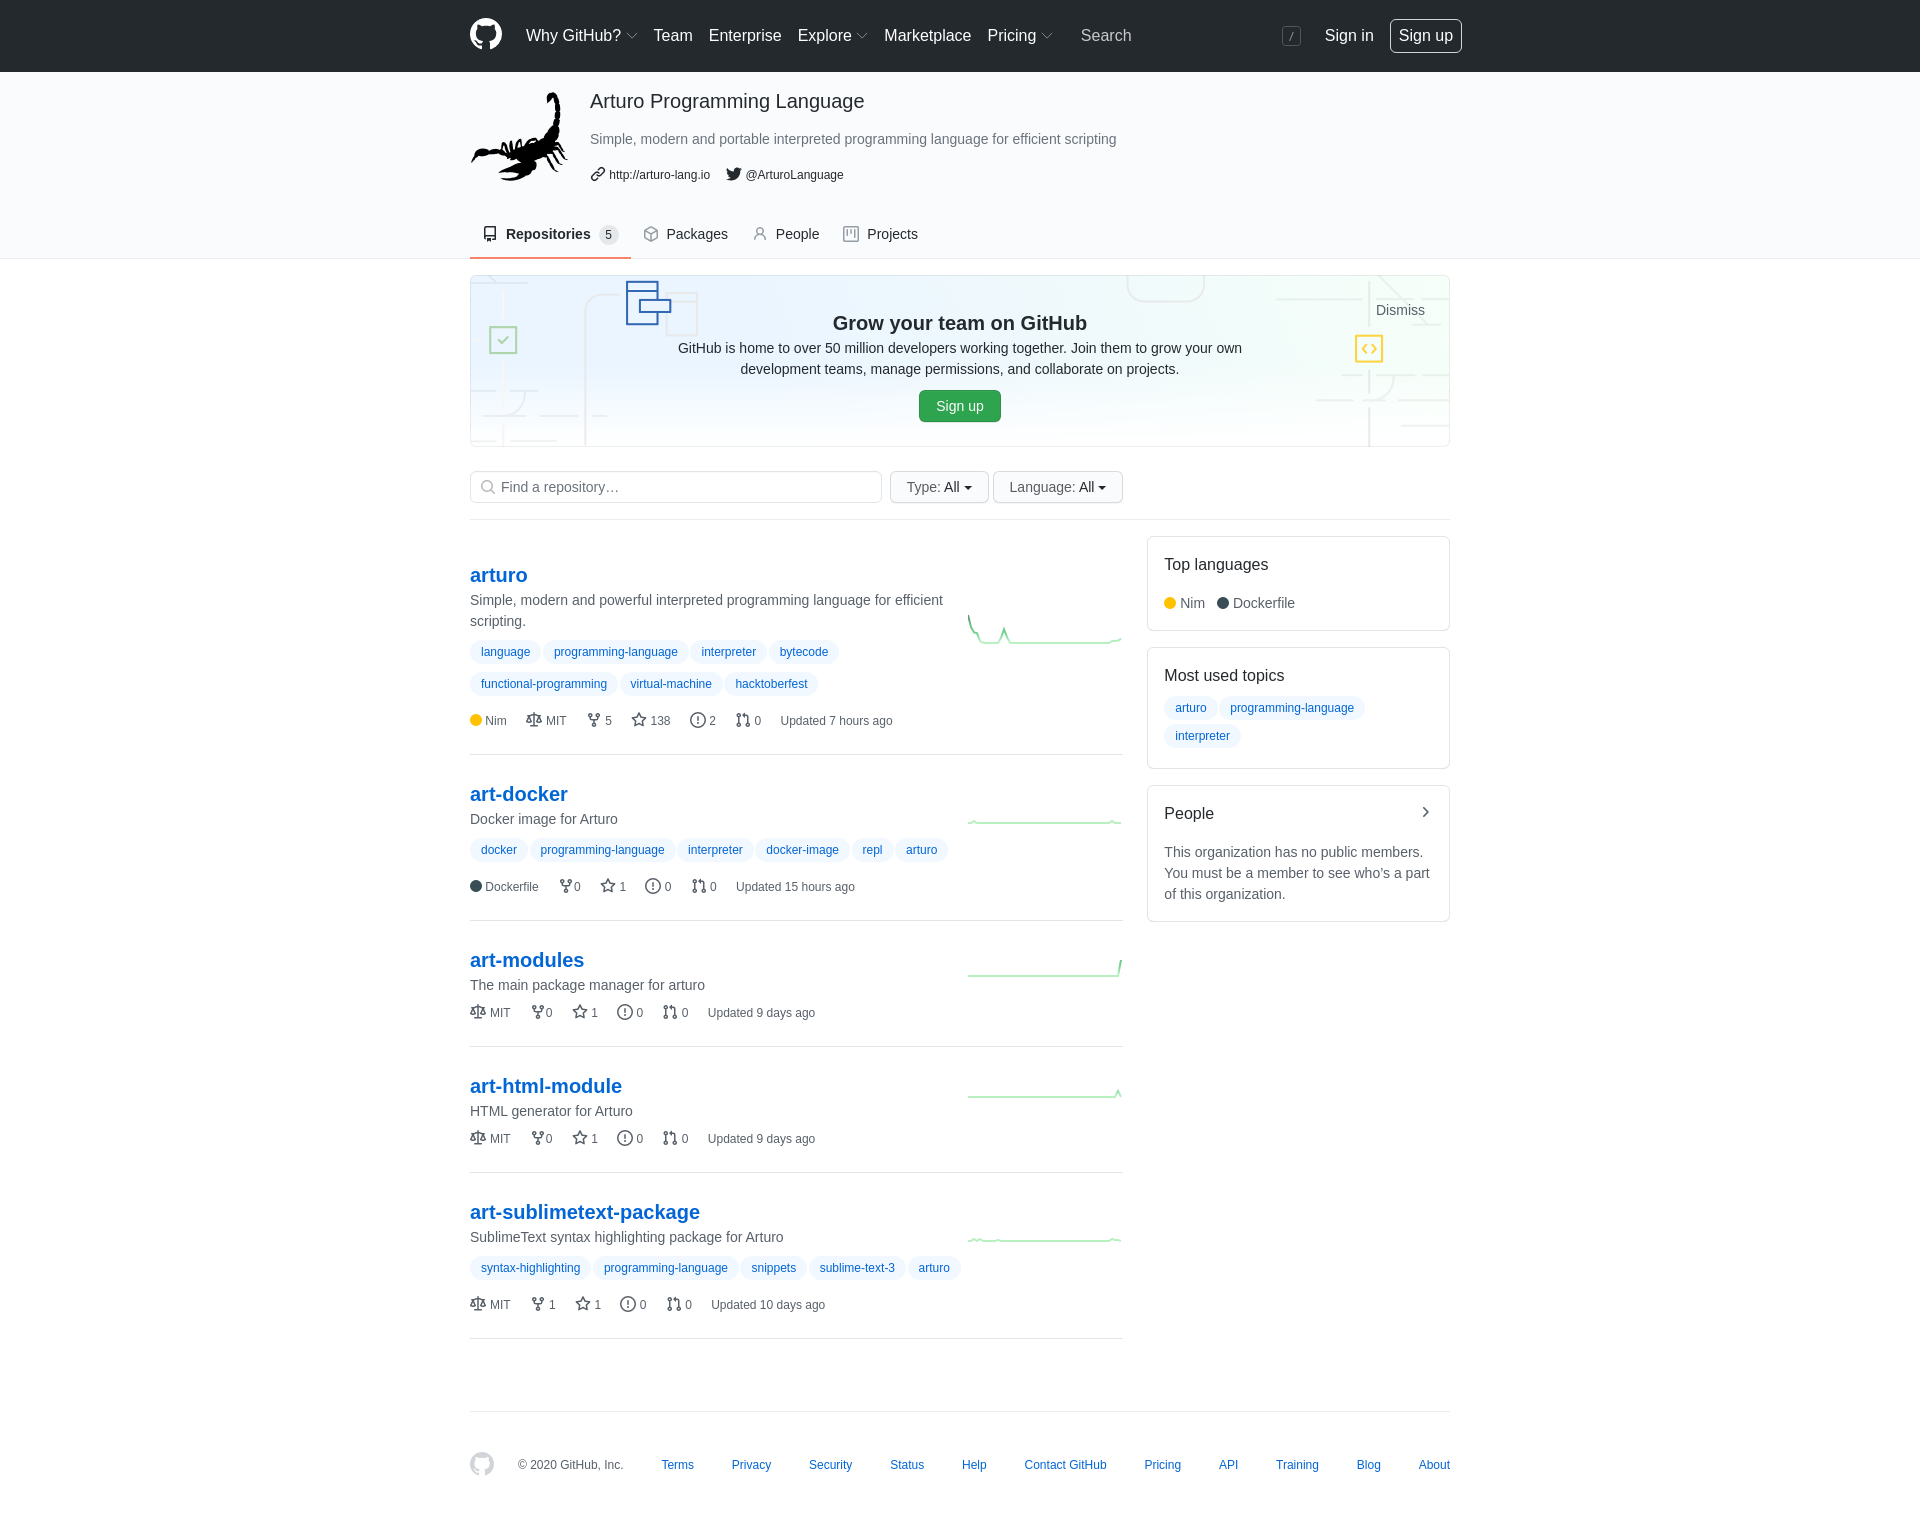 Why GitHub? Team Enterprise Explore Marketplace Pricing Search / Sign in Sign up
Arturo Programming Language
Simple, modern and portable interpreted programming language for efficient scripting
http://arturo-lang.io @ArturoLanguage
Repositories 5 Packages People Projects
Dismiss
Grow your team on GitHub
GitHub is home to over 50 million developers working together. Join them to grow your own
development teams, manage permissions, and collaborate on projects.
Sign up
Find a repository… Type: All Language: All
arturo
Simple, modern and powerful interpreted programming language for efficient
scripting.
language programming-language interpreter bytecode
functional-programming virtual-machine hacktoberfest
Nim MIT 5 138 2 0 Updated 7 hours ago
art-docker
Docker image for Arturo
docker programming-language interpreter docker-image repl arturo
Dockerfile 0 1 0 0 Updated 15 hours ago
art-modules
The main package manager for arturo
MIT 0 1 0 0 Updated 9 days ago
art-html-module
HTML generator for Arturo
MIT 0 1 0 0 Updated 9 days ago
art-sublimetext-package
SublimeText syntax highlighting package for Arturo
syntax-highlighting programming-language snippets sublime-text-3 arturo
MIT 1 1 0 0 Updated 10 days ago
Top languages
Nim Dockerfile
Most used topics
arturo programming-language
interpreter
People
This organization has no public members.
You must be a member to see who’s a part
of this organization.
© 2020 GitHub, Inc. Terms Privacy Security Status Help Contact GitHub Pricing API Training Blog About